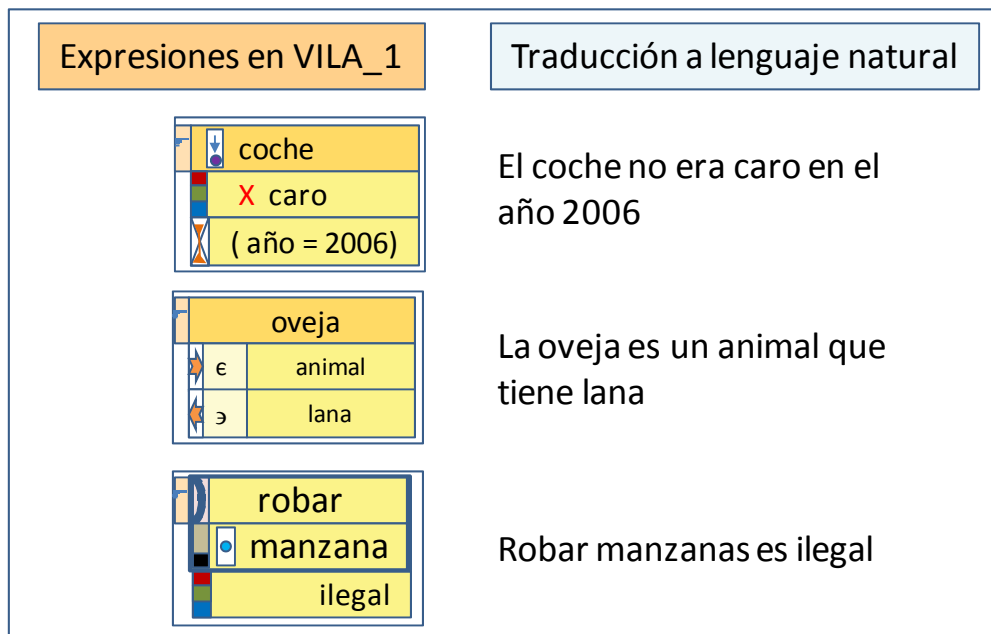 Expresiones en VILA_1
Traducción a lenguaje natural
coche
X caro
( año = 2006)
El coche no era caro en el
año 2006
oveja
є animal
э lana
La oveja es un animal que
tiene lana
robar
manzana
ilegal
Robar manzanas es ilegal